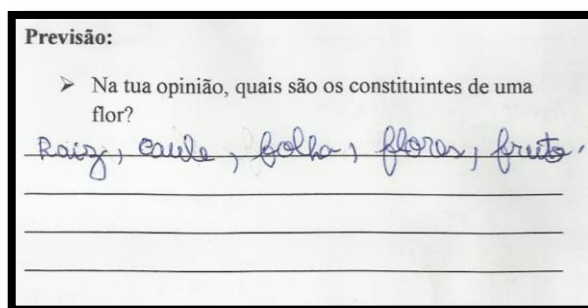 Previsão:
➢ Na tua opinião, quais são os constituintes de uma
flor?
Raiz, caule, folha, flores, fruto.